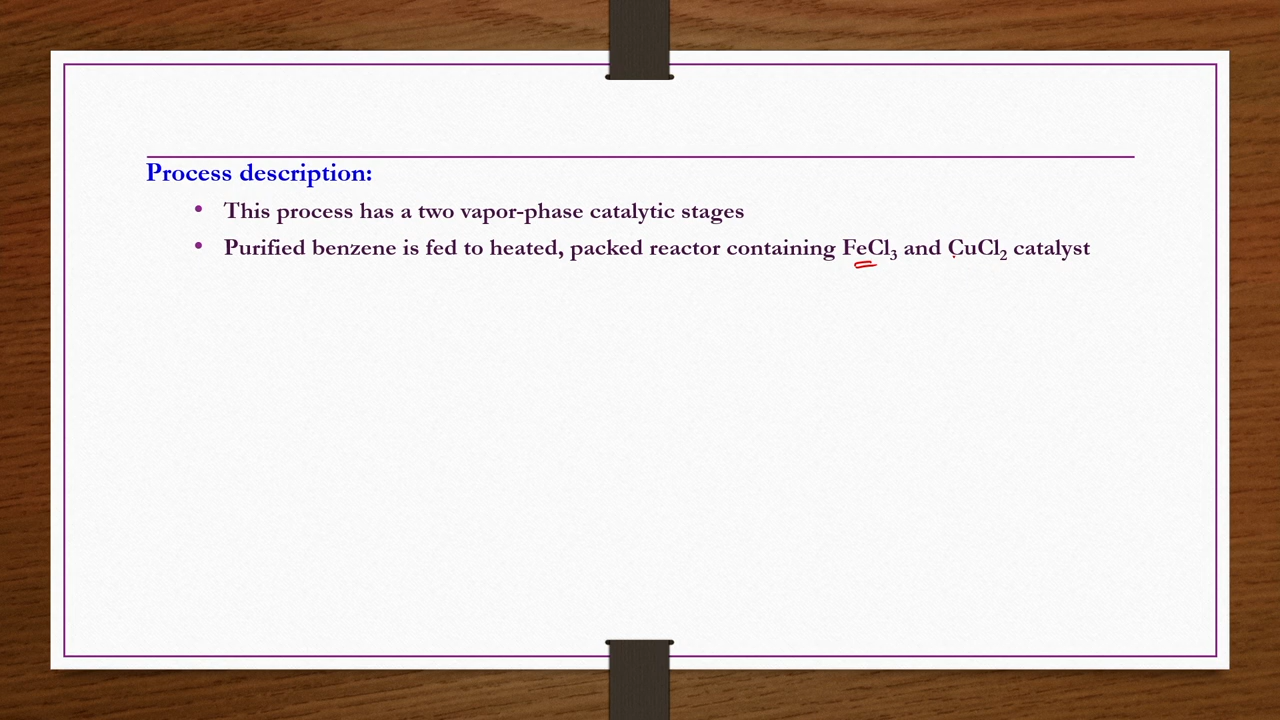 Process description:
• This process has a two vapor-phase catalytic stages
• Purified benzene is fed to heated, packed reactor containing FeCl₃ and CuCl₂ catalyst